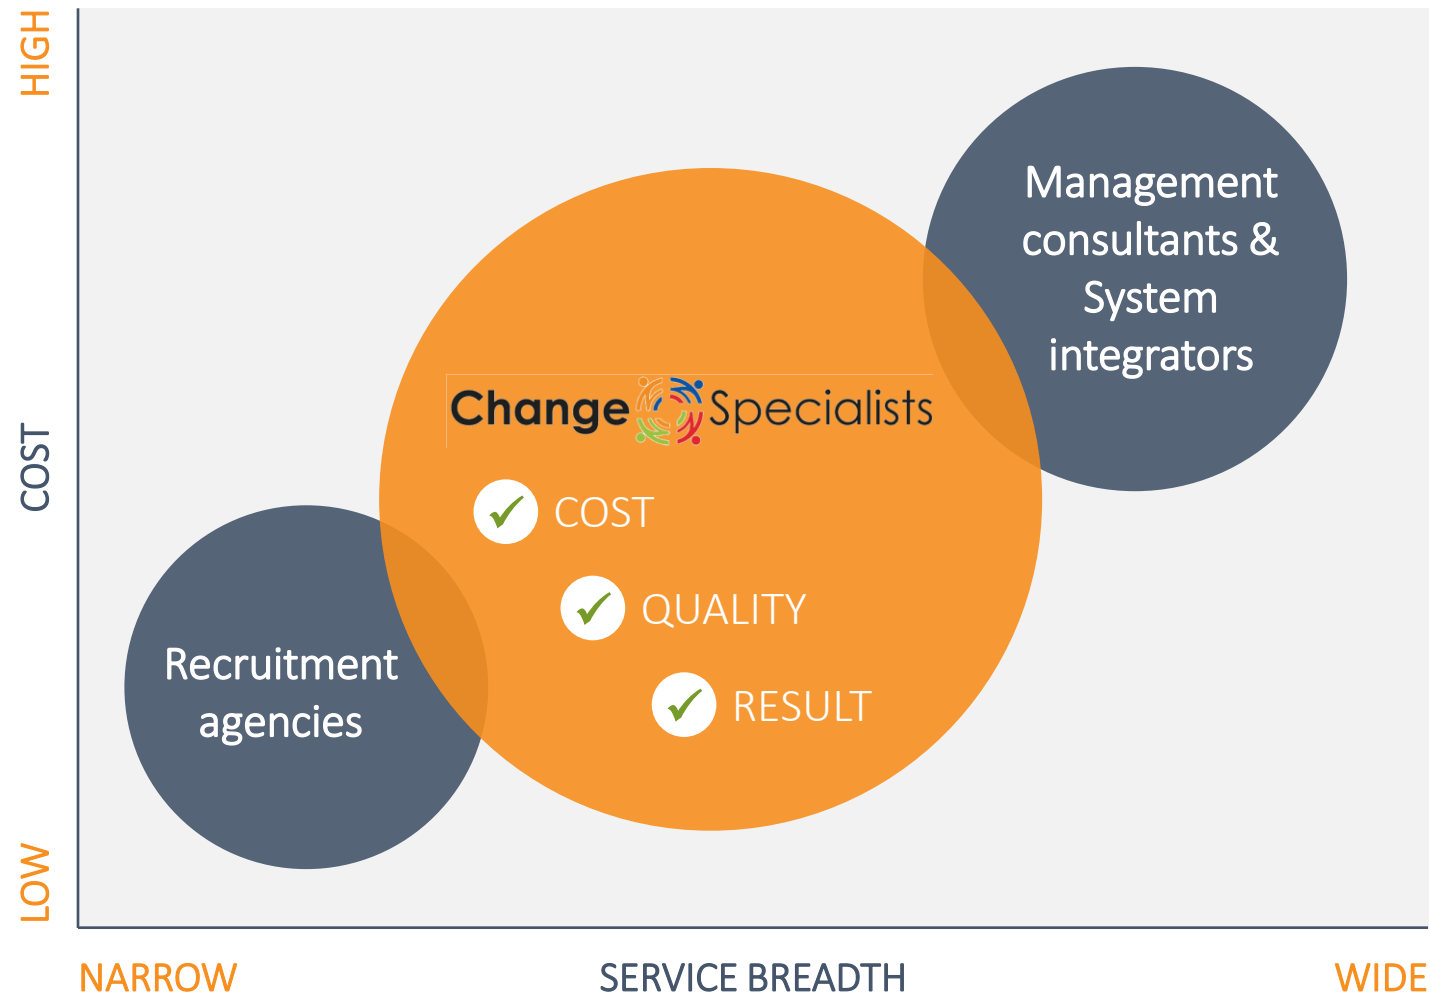 HIGH
Management
consultants &
System
integrators
Change Specialists
COST
COST
QUALITY
Recruitment
agencies
RESULT
LOW
NARROW
SERVICE BREADTH
WIDE